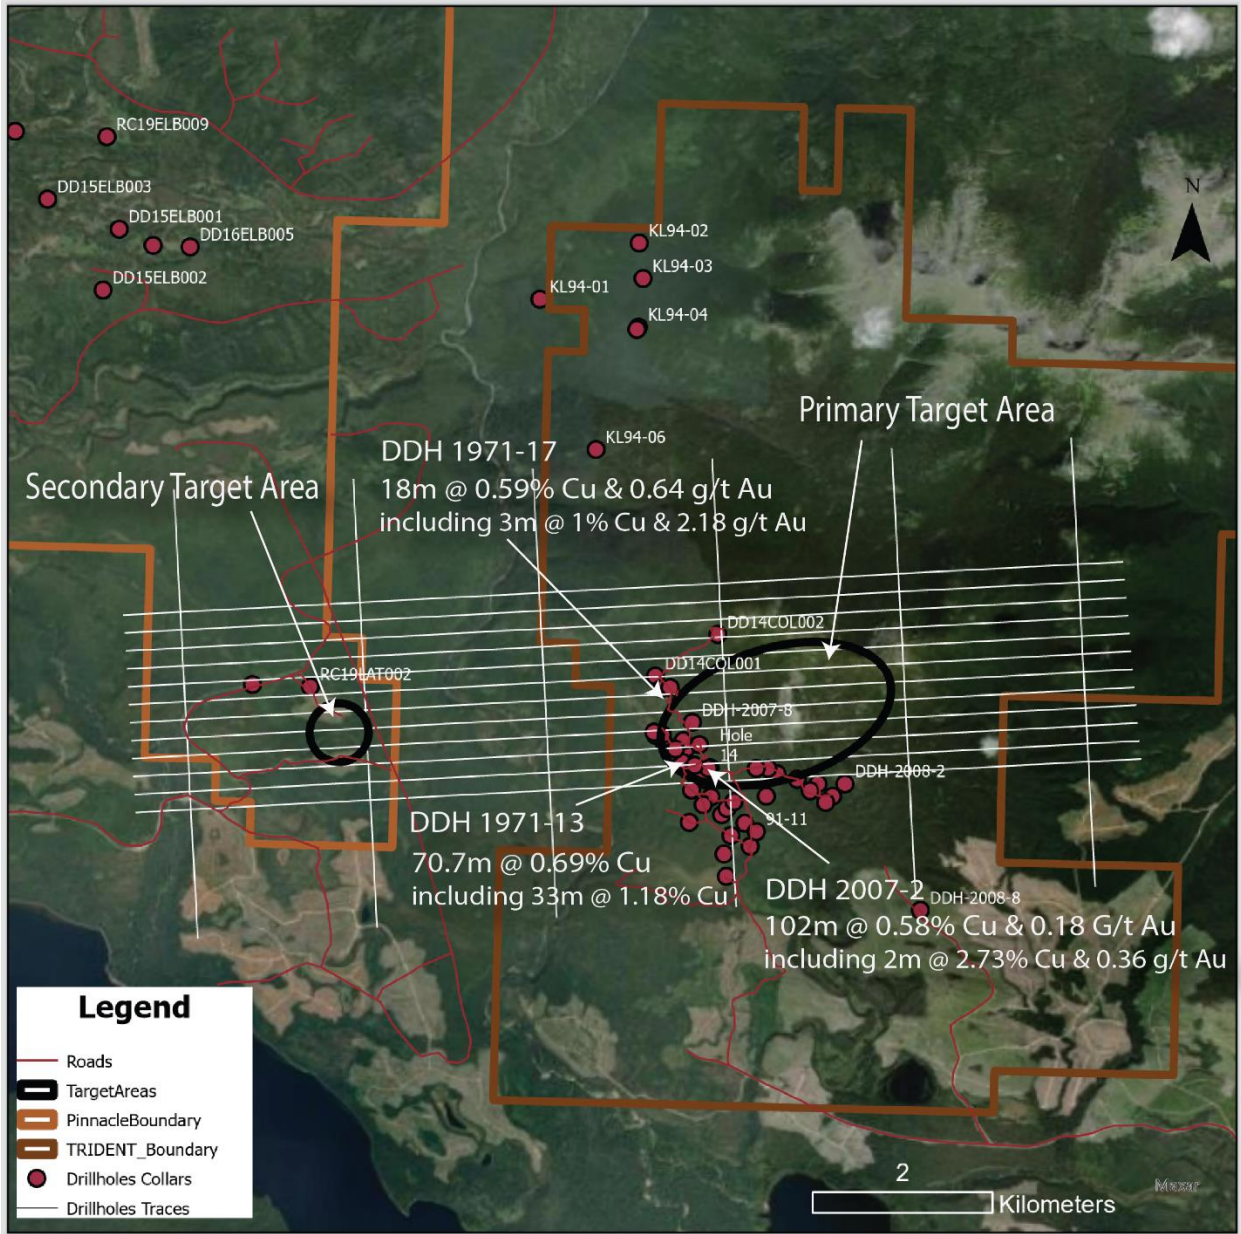 RC19ELB009
DD15ELB003
DD15ELB001
DD16ELB005
DD15ELB002
KL94-02
KL94-03
KL94-01
KL94-04
KL94-06
N
Primary Target Area
Secondary Target Area
DDH 1971-17
18m @ 0.59% Cu & 0.64 g/t Au
including 3m @ 1% Cu & 2.18 g/t Au
DD14COL002
DD14COL001
RC19LAT002
DDH-2007-8
Hole
14
DDH-2008-2
91-11
DDH 1971-13
70.7m @ 0.69% Cu
including 33m @ 1.18% Cu
DDH 2007-2
DDH-2008-8
102m @ 0.58% Cu & 0.18 G/t Au
including 2m @ 2.73% Cu & 0.36 g/t Au
Legend
Roads
TargetAreas
PinnacleBoundary
TRIDENT_Boundary
Drillholes Collars
Drillholes Traces
2
Kilometers
Maxar